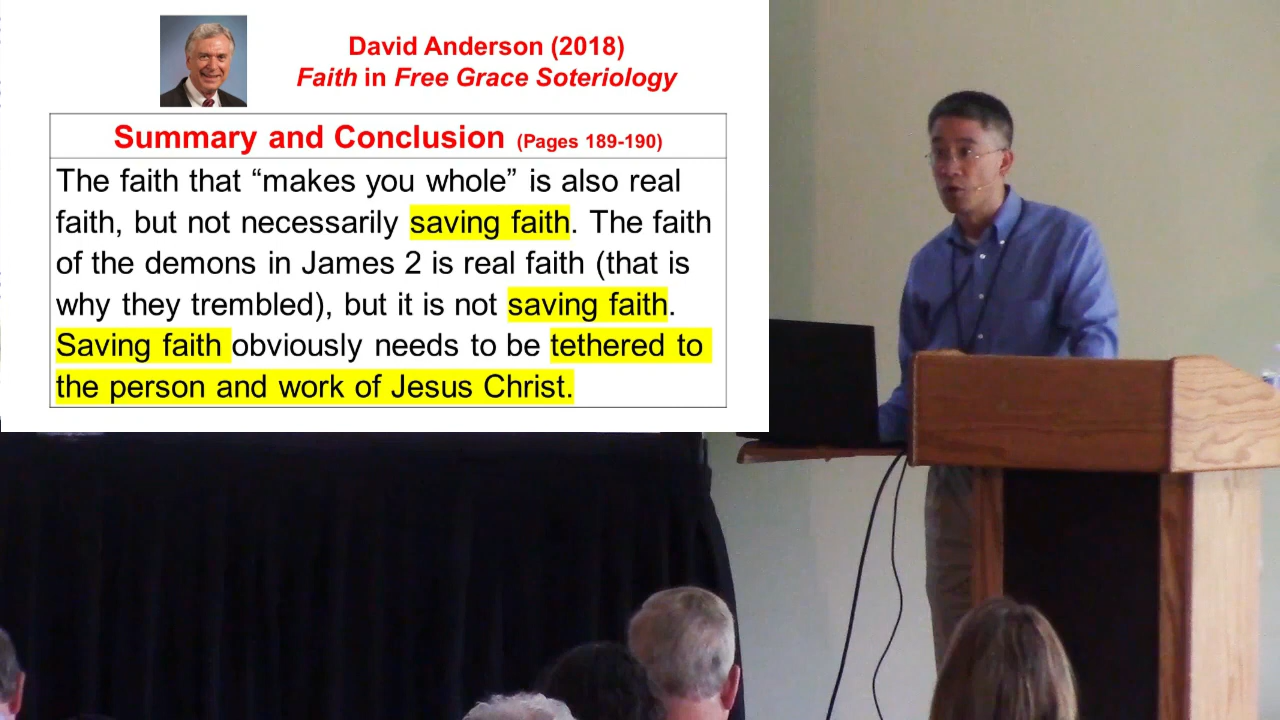 David Anderson (2018)
Faith in Free Grace Soteriology
Summary and Conclusion (Pages 189-190)
The faith that “makes you whole” is also real
faith, but not necessarily saving faith. The faith
of the demons in James 2 is real faith (that is
why they trembled), but it is not saving faith.
Saving faith obviously needs to be tethered to
the person and work of Jesus Christ.